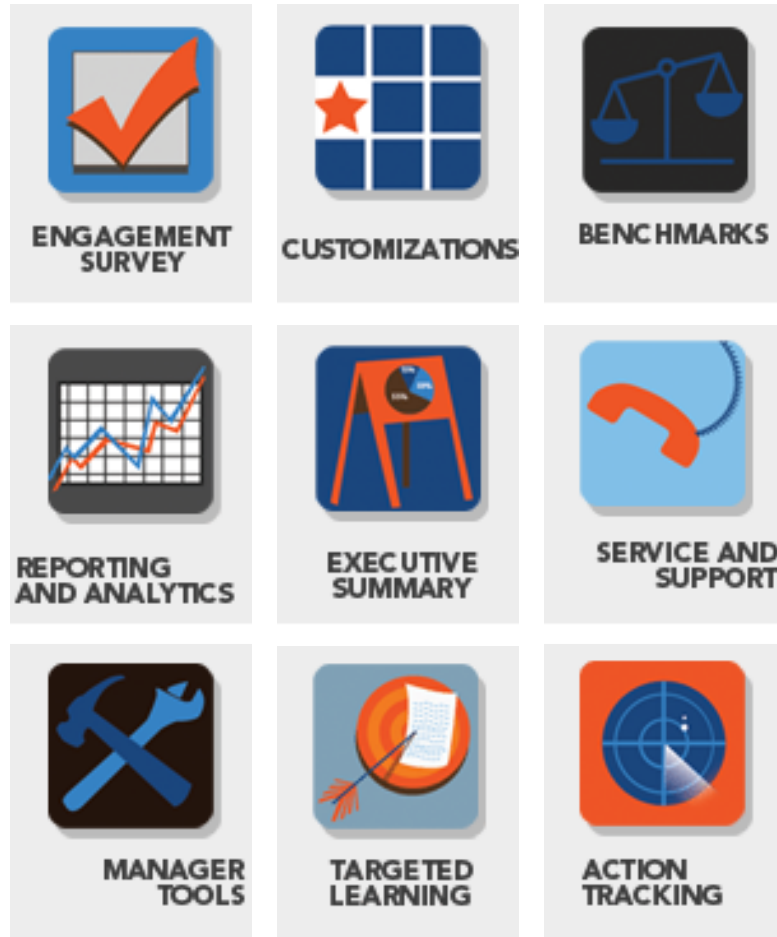 ENGAGEMENT
SURVEY
CUSTOMIZATIONS
BENCHMARKS
REPORTING
AND ANALYTICS
EXECUTIVE
SUMMARY
SERVICE AND
SUPPORT
MANAGER
TOOLS
TARGETED
LEARNING
ACTION
TRACKING